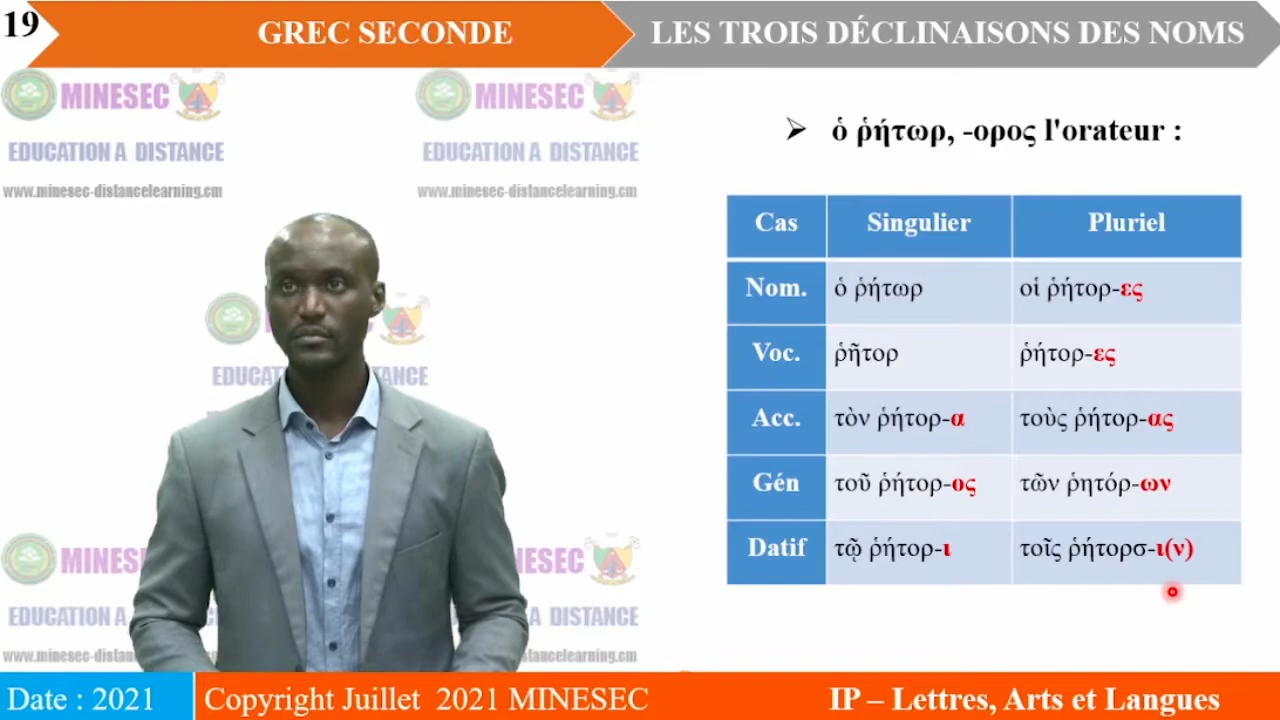 19
GREC SECONDE
LES TROIS DÉCLINAISONS DES NOMS
MINESEC
MINESEC
EDUCATION A DISTANCE
EDUCATION A DISTANCE
www.minesec-distancelearning.cm
www.minesec-distancelearning.cm
➢ ὁ ῥήτωρ, -ορος l'orateur :
Cas Singulier Pluriel
Nom. ὁ ῥήτωρ οἱ ῥήτορ-ες
Voc. ῥῆτορ ῥήτορ-ες
Acc. τὸν ῥήτορ-α τοὺς ῥήτορ-ας
Gén τοῦ ῥήτορ-ος τῶν ῥητόρ-ων
Datif τῷ ῥήτορ-ι τοῖς ῥήτορσ-ι(ν)
MINESEC
EDUCATION A DISTANCE
www.minesec-distan
Date : 2021
Copyright Juillet 2021 MINESEC
IP – Lettres, Arts et Langues